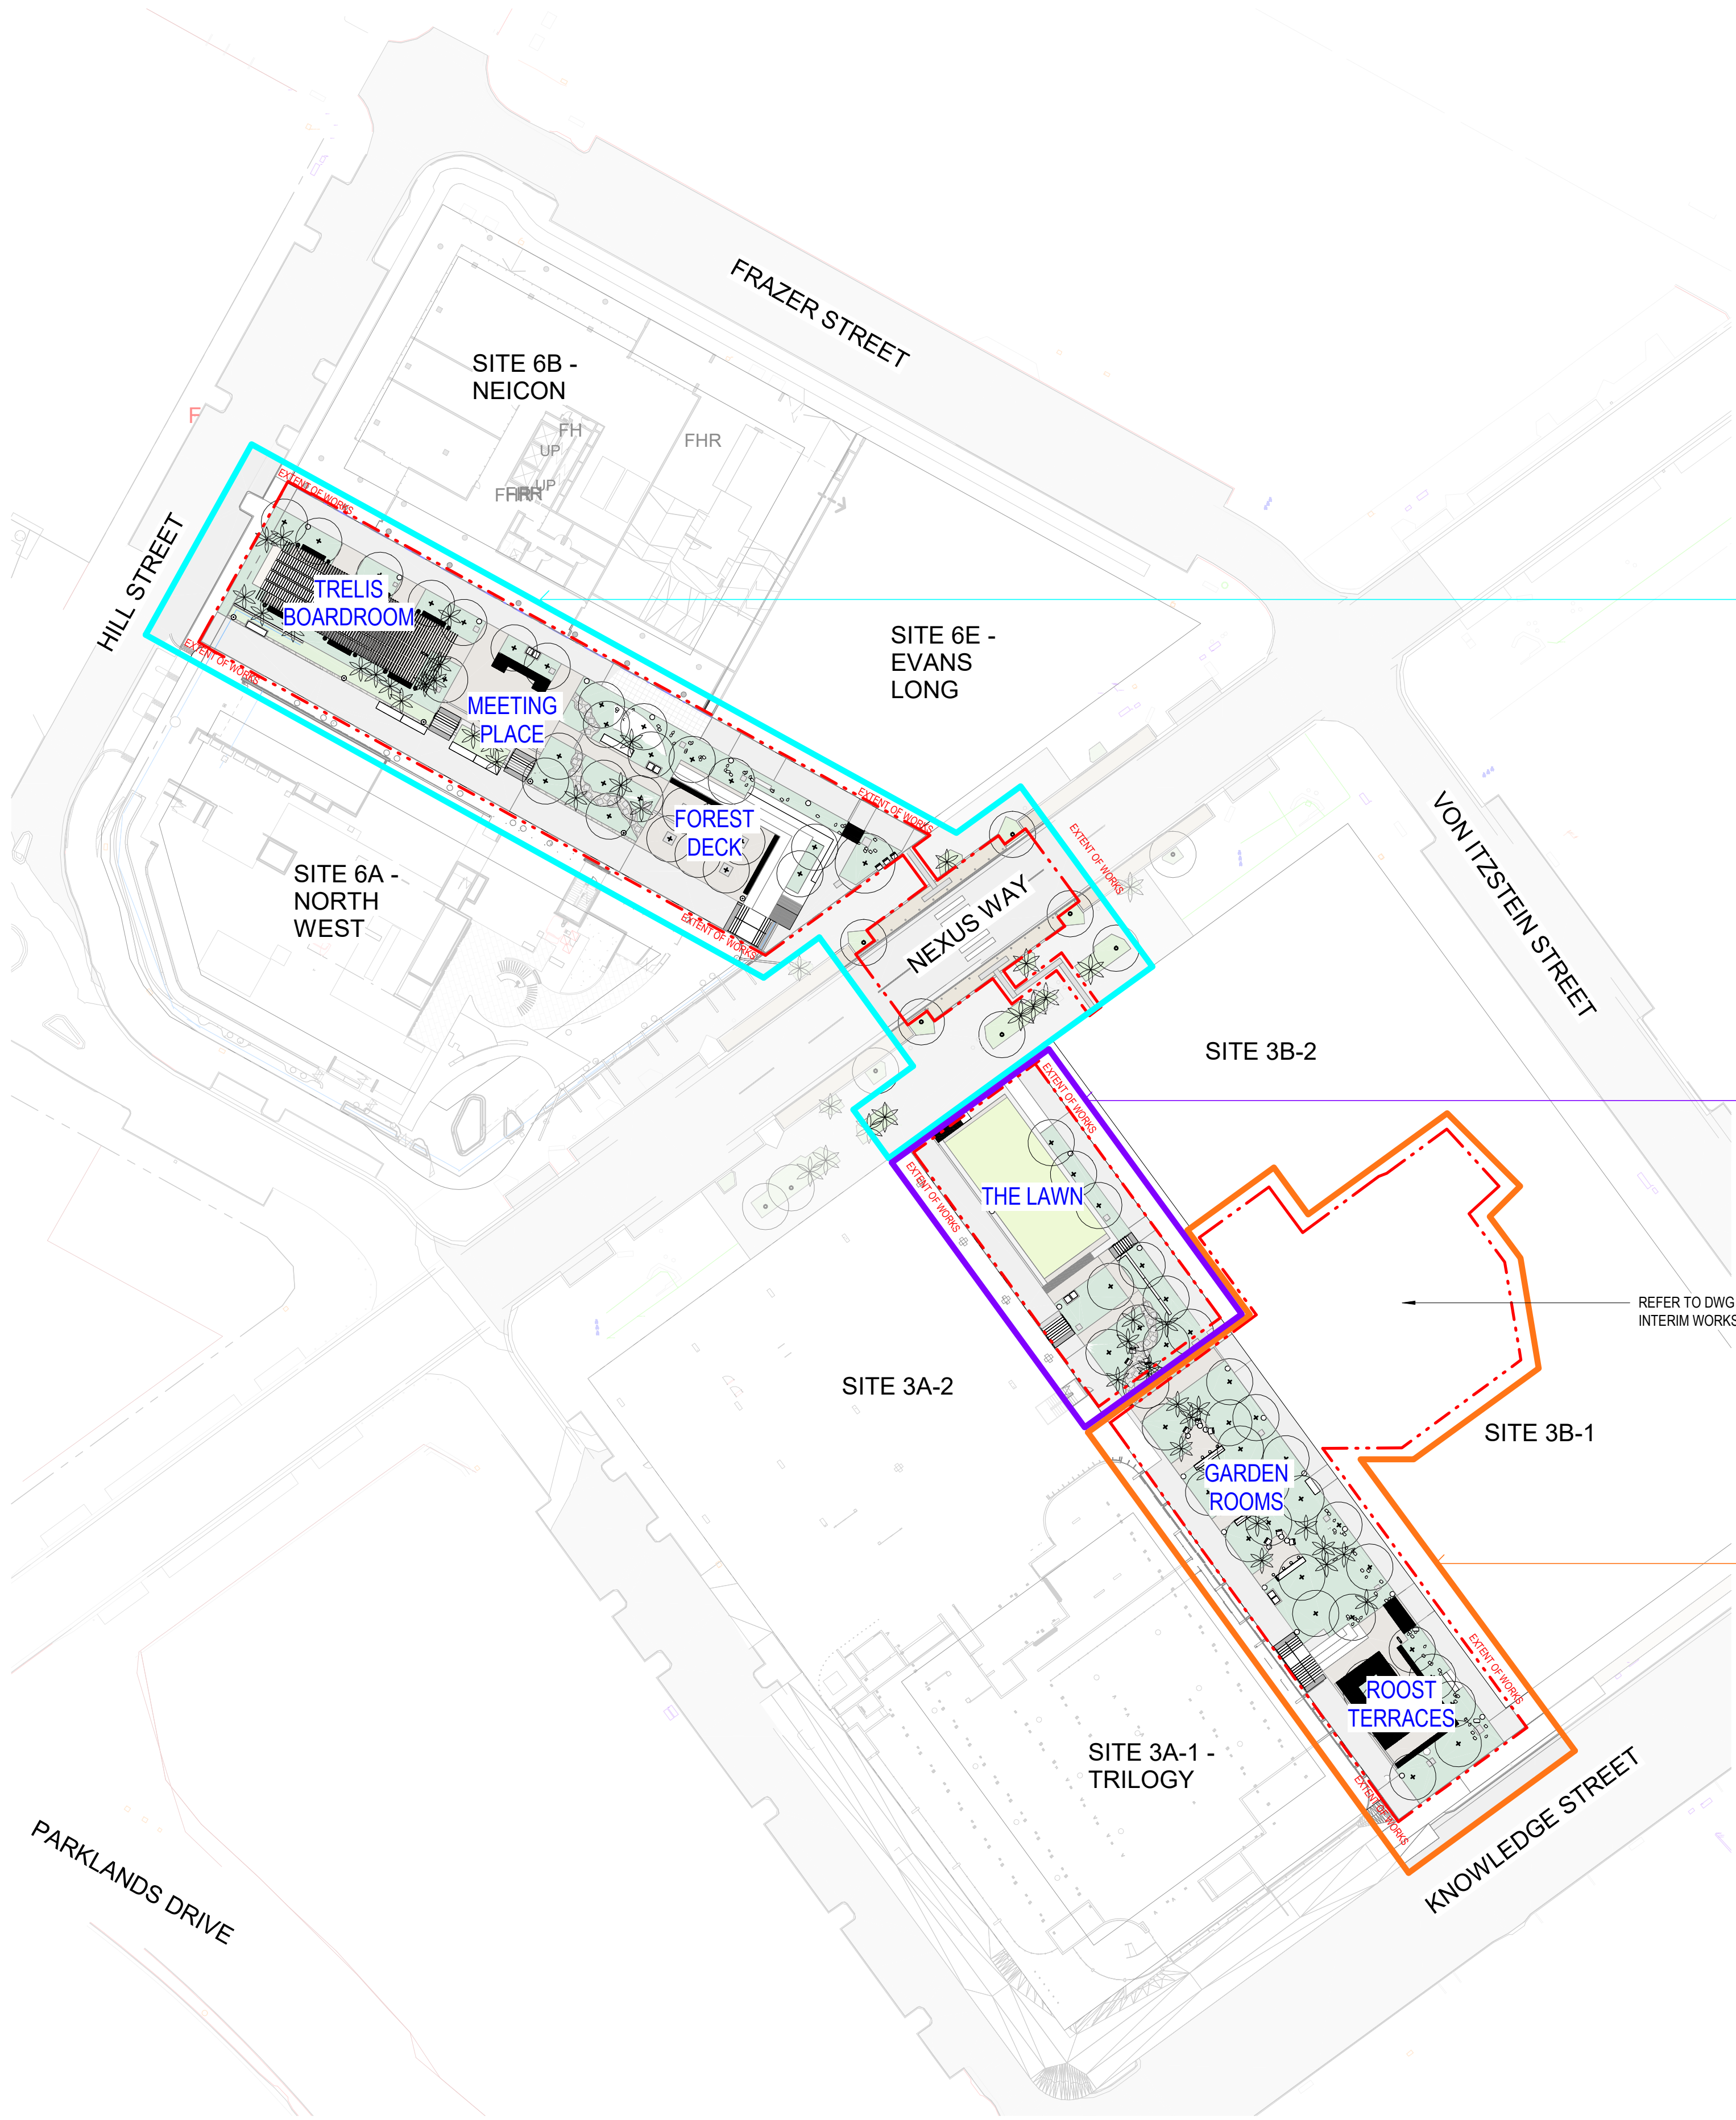 FRAZER STREET
SITE 6B -
NEICON
F
FH
UP
FHR
UP
EXTENT OF WORKS
HILL STREET
TRELIS
BOARDROOM
EXTENT OF WORKS
SITE 6E -
EVANS
LONG
MEETING
PLACE
EXTENT OF WORKS
FOREST
DECK
EXTENT OF WORKS
VON ITZSTEIN STREET
SITE 6A -
NORTH
WEST
NEXUS WAY
EXTENT OF WORKS
SITE 3B-2
EXTENT OF WORKS
THE LAWN
EXTENT OF WORKS
REFER TO DWG
INTERIM WORKS
SITE 3A-2
SITE 3B-1
GARDEN
ROOMS
EXTENT OF WORKS
ROOST
TERRACES
SITE 3A-1 -
TRILOGY
EXTENT OF WORKS
KNOWLEDGE STREET
PARKLANDS DRIVE